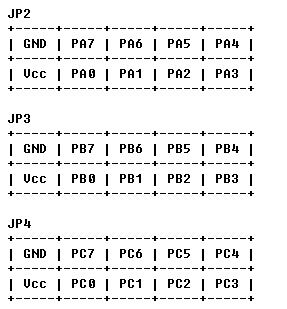 JP2
+-----+-----+-----+-----+-----+
| GND | PA7 | PA6 | PA5 | PA4 |
+-----+-----+-----+-----+-----+
| Vcc | PA0 | PA1 | PA2 | PA3 |
+-----+-----+-----+-----+-----+
JP3
+-----+-----+-----+-----+-----+
| GND | PB7 | PB6 | PB5 | PB4 |
+-----+-----+-----+-----+-----+
| Vcc | PB0 | PB1 | PB2 | PB3 |
+-----+-----+-----+-----+-----+
JP4
+-----+-----+-----+-----+-----+
| GND | PC7 | PC6 | PC5 | PC4 |
+-----+-----+-----+-----+-----+
| Vcc | PC0 | PC1 | PC2 | PC3 |
+-----+-----+-----+-----+-----+